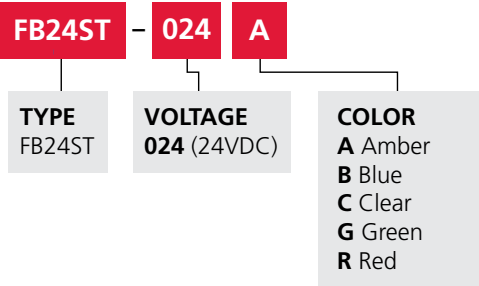 FB24ST – 024 A
TYPE
FB24ST
VOLTAGE
024 (24VDC)
COLOR
A Amber
B Blue
C Clear
G Green
R Red